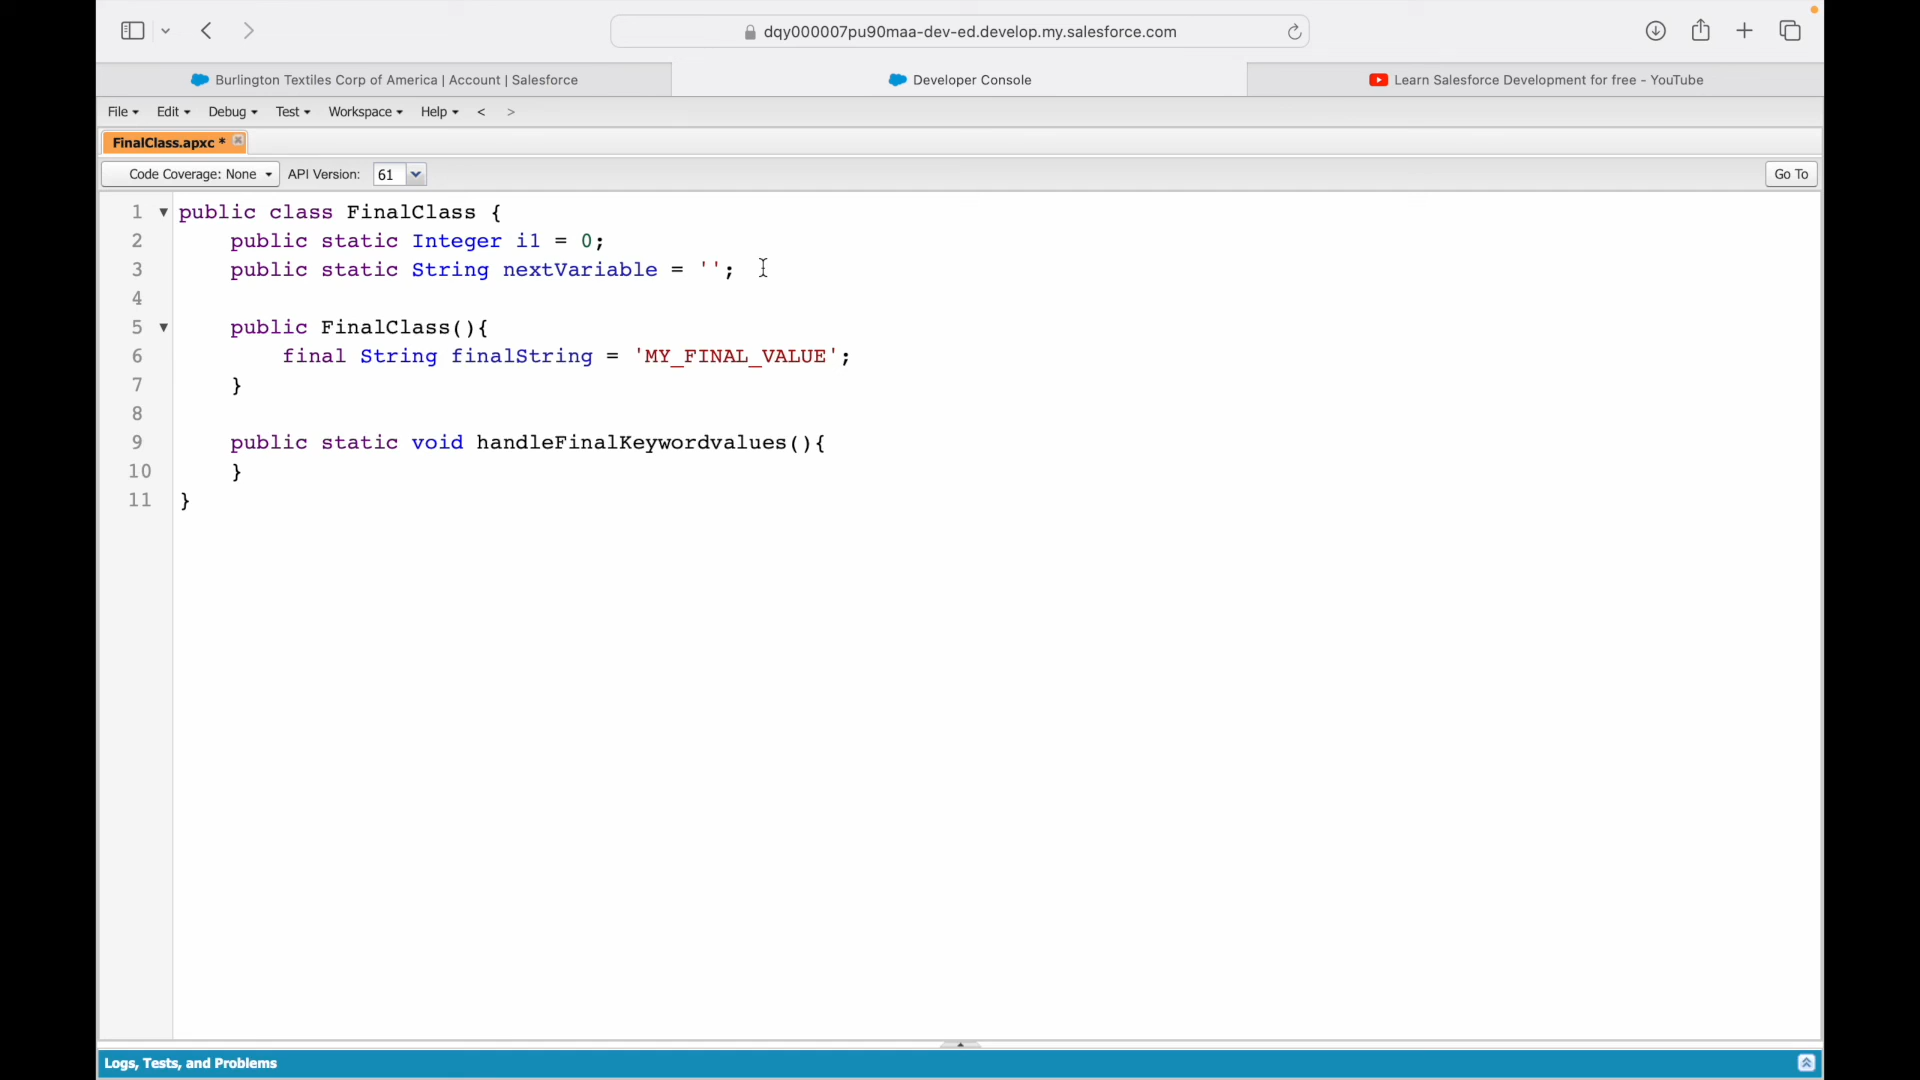 dqy000007pu90maa-dev-ed.develop.my.salesforce.com
Burlington Textiles Corp of America | Account | Salesforce
Developer Console
Learn Salesforce Development for free - YouTube
File Edit Debug Test Workspace Help < >
FinalClass.apxc *
Code Coverage: None API Version: 61 Go To
1 public class FinalClass {
2 public static Integer i1 = 0;
3 public static String nextVariable = '';
4
5 public FinalClass(){
6 final String finalString = 'MY_FINAL_VALUE';
7 }
8
9 public static void handleFinalKeywordvalues(){
10 }
11 }
Logs, Tests, and Problems